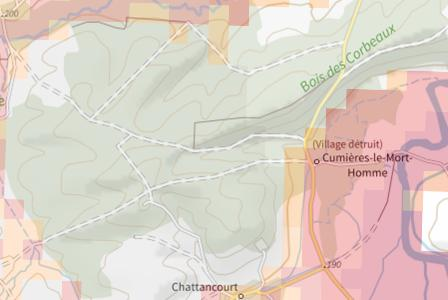 200
Bois des Corbeaux
(Village détruit)
Cumières-le-Mort-
Homme
190
Chattancourt